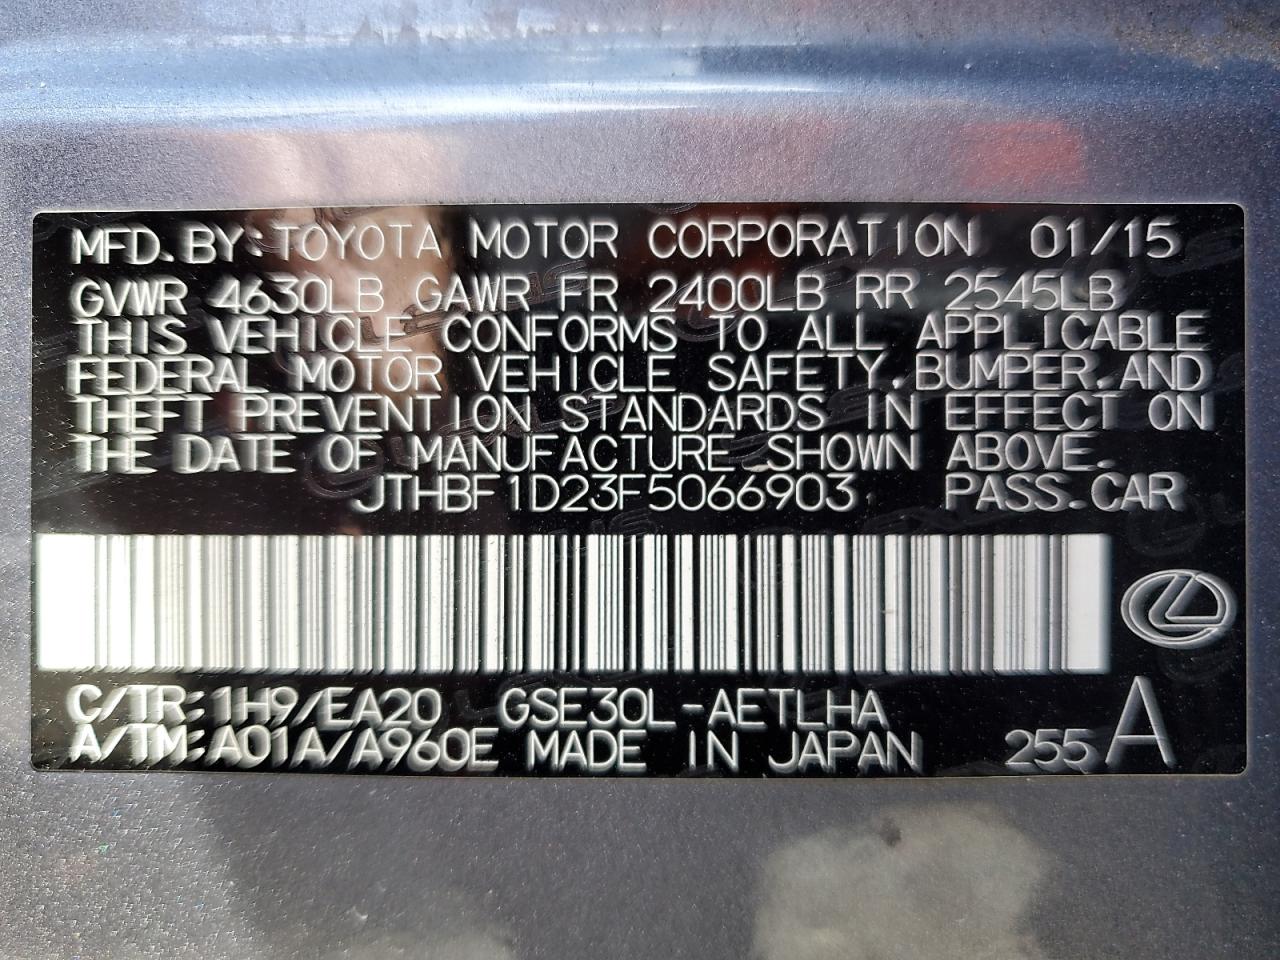 MFD. BY: TOYOTA MOTOR CORPORATION 01/15
GVWR 4630LB GAWR FR 2400LB RR 2545LB
THIS VEHICLE CONFORMS TO ALL APPLICABLE
FEDERAL MOTOR VEHICLE SAFETY, BUMPER, AND
THEFT PREVENTION STANDARDS IN EFFECT ON
THE DATE OF MANUFACTURE SHOWN ABOVE.
JTHBF1D23F5066903 PASS. CAR
C/TR: 1H9/EA20 GSE30L-AETLHA
A/TM: A01A/A960E MADE IN JAPAN 255 A